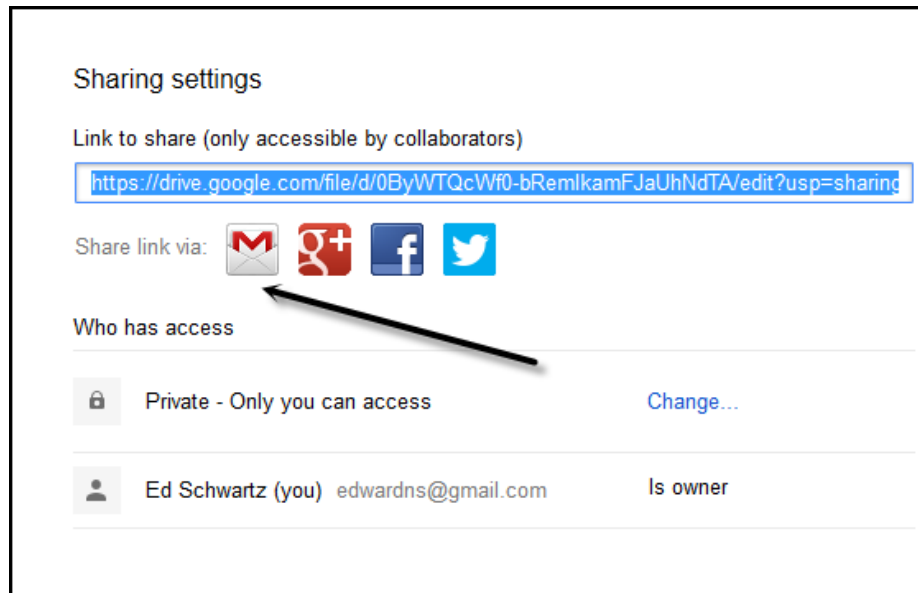 Sharing settings
Link to share (only accessible by collaborators)
https://drive.google.com/file/d/0ByWTQcWf0-bRemlkamFJaUhNdTA/edit?usp=sharing
Share link via: M g+ f
Who has access
Private - Only you can access Change...
Ed Schwartz (you) edwardns@gmail.com Is owner